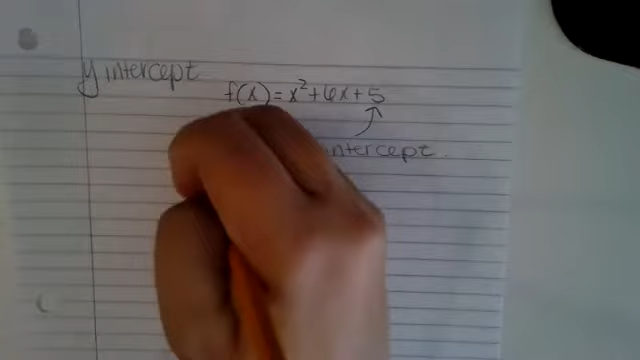 y intercept
f(x) = x² + 6x + 5
intercept.